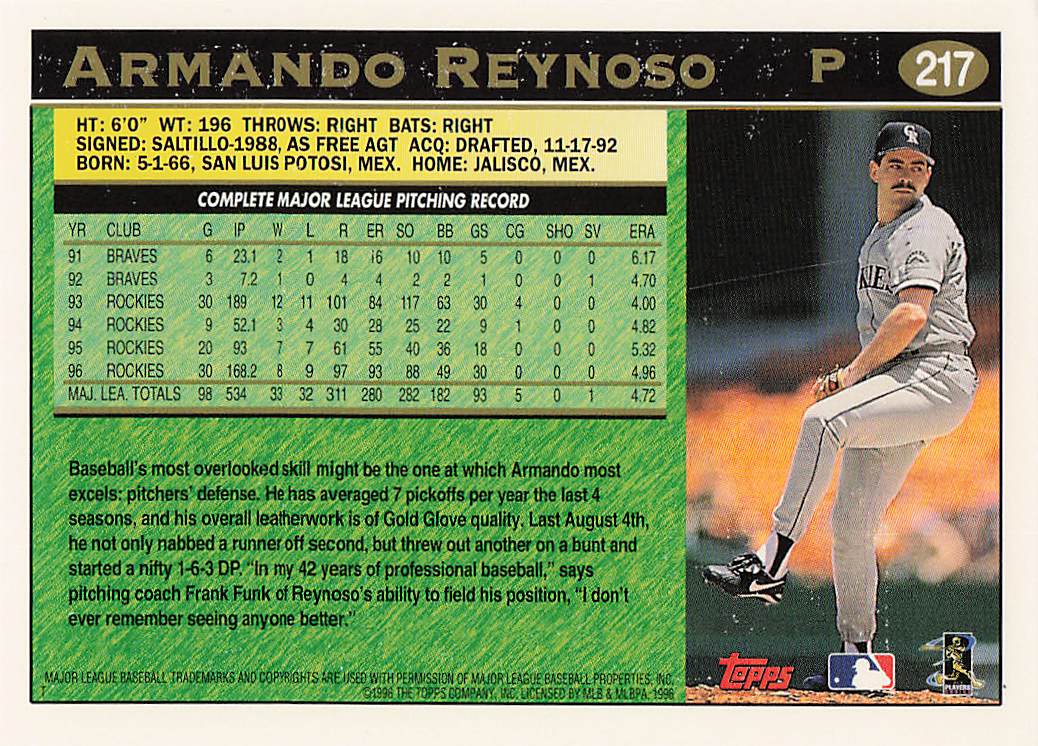 ARMANDO REYNOSO P 217
HT: 6'0" WT: 196 THROWS: RIGHT BATS: RIGHT
SIGNED: SALTILLO-1988, AS FREE AGT ACQ: DRAFTED, 11-17-92
BORN: 5-1-66, SAN LUIS POTOSI, MEX. HOME: JALISCO, MEX.
COMPLETE MAJOR LEAGUE PITCHING RECORD
YR CLUB G IP W L R ER SO BB GS CG SHO SV ERA
91 BRAVES 6 23.1 2 1 18 16 10 10 5 0 0 0 6.17
92 BRAVES 3 7.2 1 0 4 4 2 2 1 0 0 1 4.70
93 ROCKIES 30 189 12 11 101 84 117 63 30 4 0 0 4.00
94 ROCKIES 9 52.1 3 4 30 28 25 22 9 1 0 0 4.82
95 ROCKIES 20 93 7 7 61 55 40 36 18 0 0 0 5.32
96 ROCKIES 30 168.2 8 9 97 93 88 49 30 0 0 0 4.96
MAJ. LEA. TOTALS 98 534 33 32 311 280 282 182 93 5 0 1 4.72
Baseball's most overlooked skill might be the one at which Armando most
excels: pitchers' defense. He has averaged 7 pickoffs per year the last 4
seasons, and his overall leatherwork is of Gold Glove quality. Last August 4th,
he not only nabbed a runner off second, but threw out another on a bunt and
started a nifty 1-6-3 DP. "In my 42 years of professional baseball," says
pitching coach Frank Funk of Reynoso's ability to field his position, "I don't
ever remember seeing anyone better."
MAJOR LEAGUE BASEBALL TRADEMARKS AND COPYRIGHTS ARE USED WITH PERMISSION OF MAJOR LEAGUE BASEBALL PROPERTIES, INC.
T ©1996 THE TOPPS COMPANY, INC. LICENSED BY MLB & MLBPA, 1996
CR
KIES
Topps
PLAYERS